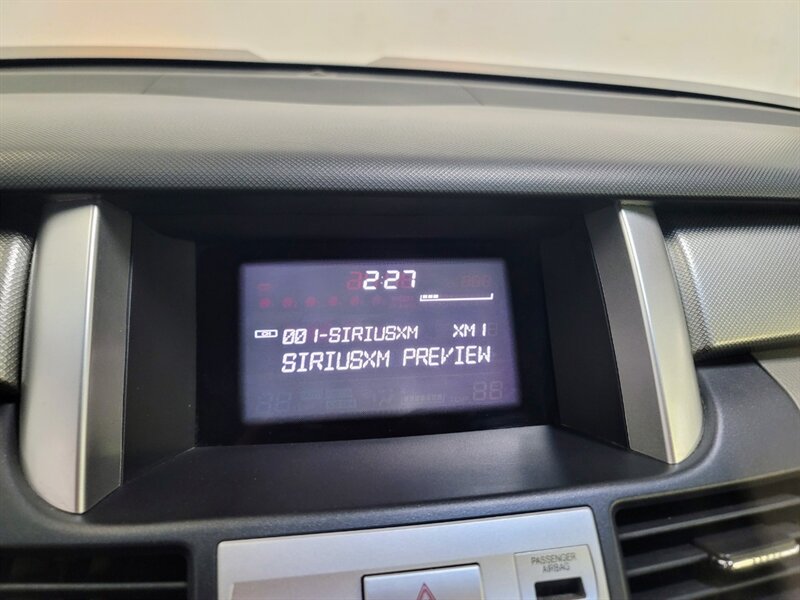 2:27
001-SIRIUSXM XM1
SIRIUSXM PREVIEW
PASSENGER
AIRBAG